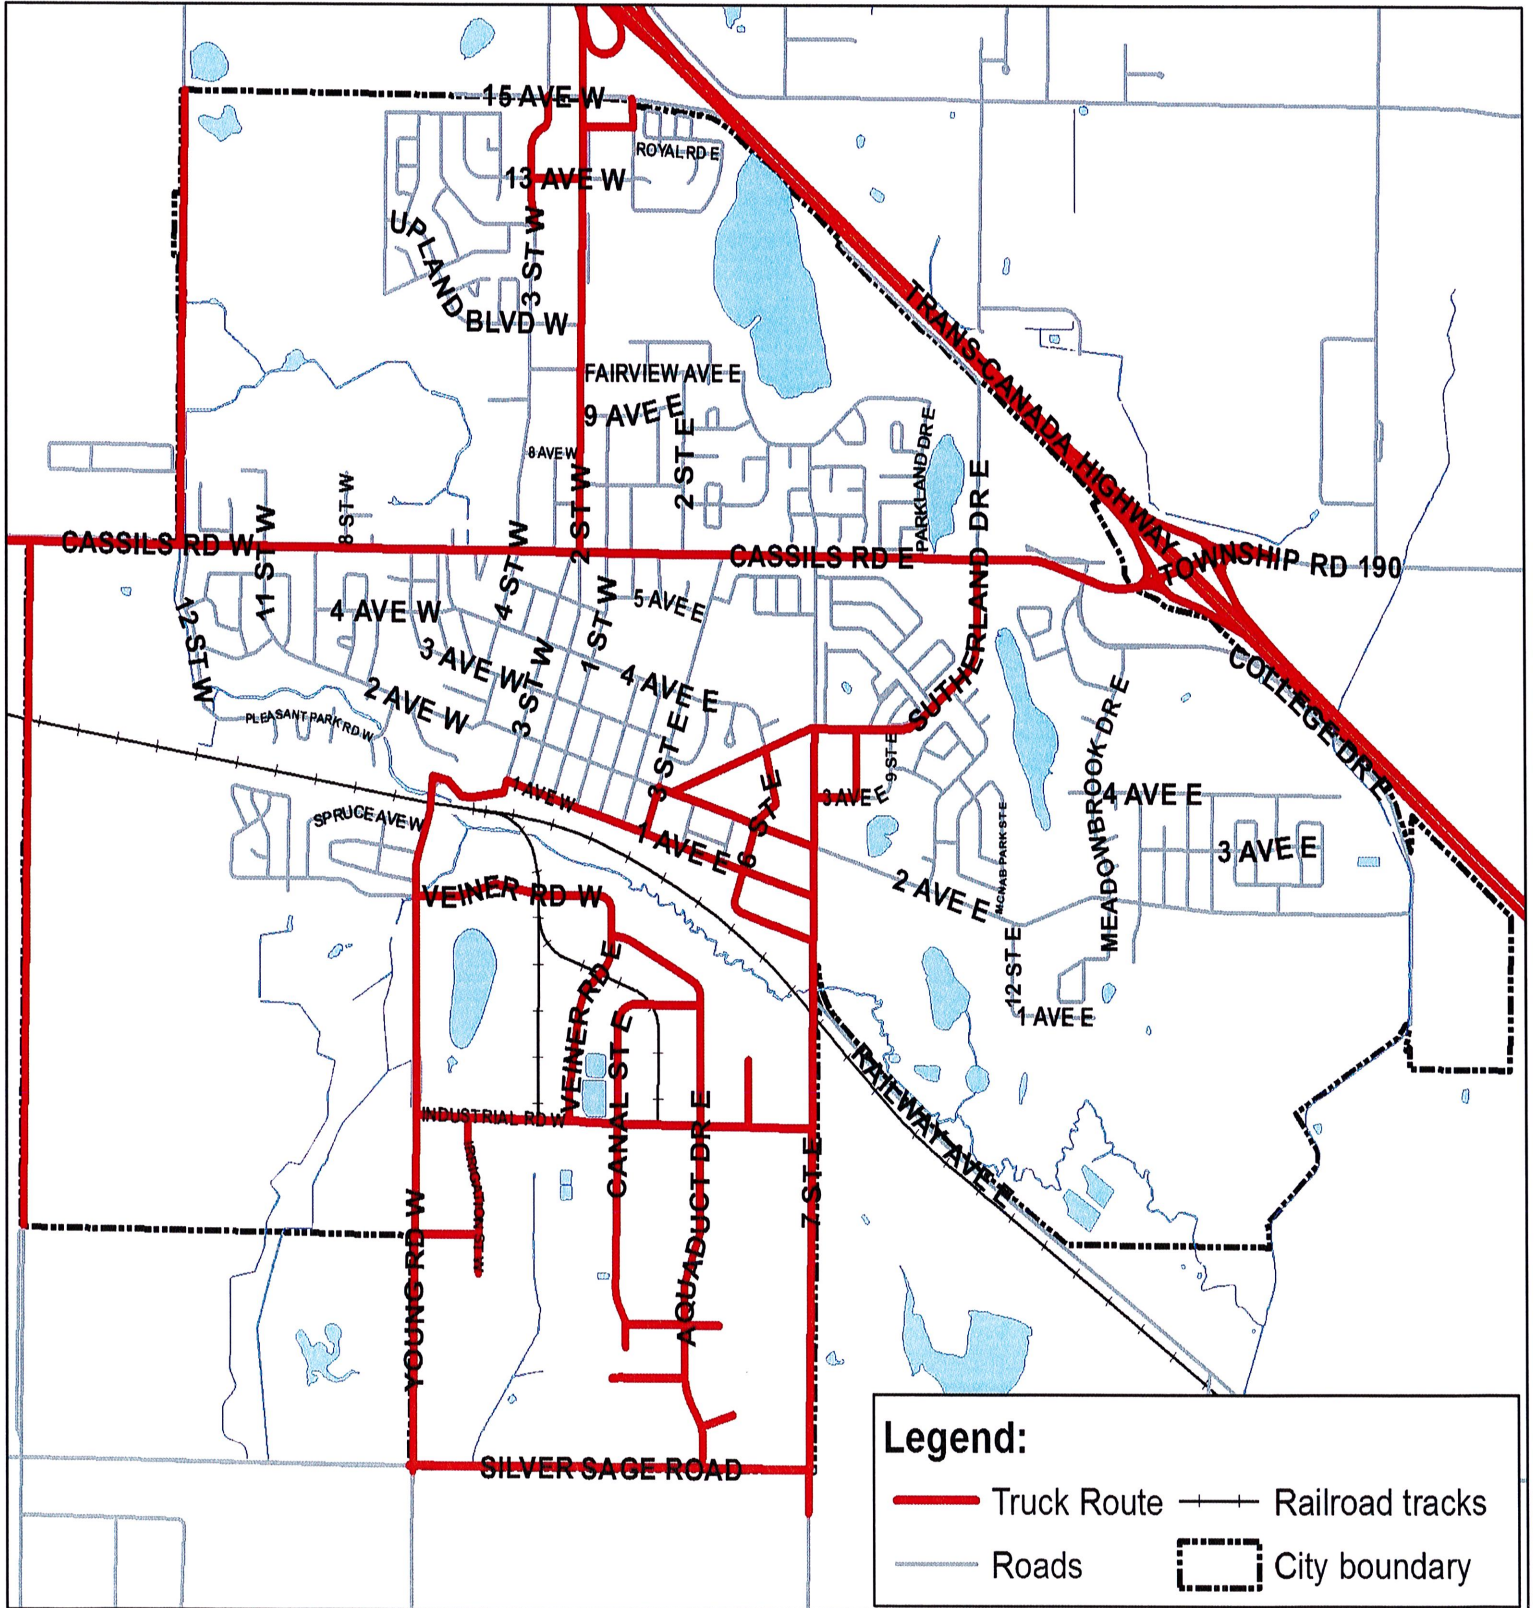 15 AVE W
ROYAL RD E
13 AVE W
UPLAND
BLVD W
3 ST W
TRANS-CANADA HIGHWAY
FAIRVIEW AVE E
9 AVE E
2 ST E
8 AVE W
2 ST W
PARKLAND DR E
SUTHERLAND DR E
8 ST W
11 ST W
CASSILS RD W
CASSILS RD E
TOWNSHIP RD 190
4 ST W
12 ST W
4 AVE W
3 AVE W
2 AVE W
1 ST W
5 AVE E
4 AVE E
3 ST W
3 ST E
COLLEGE DR E
PLEASANT PARK RD W
SPRUCE AVE W
1 AVE W
1 AVE E
6 ST E
3 AVE E
9 ST E
MCNAB PARK ST E
MEADOWBROOK DR E
4 AVE E
3 AVE E
2 AVE E
12 ST E
1 AVE E
VEINER RD W
VEINER RD E
CANAL ST E
INDUSTRIAL RD W
AQUADUCT DR E
7 ST E
RAILWAY AVE E
YOUNG RD W
SILVER SAGE ROAD
Legend:
Truck Route
Railroad tracks
Roads
City boundary